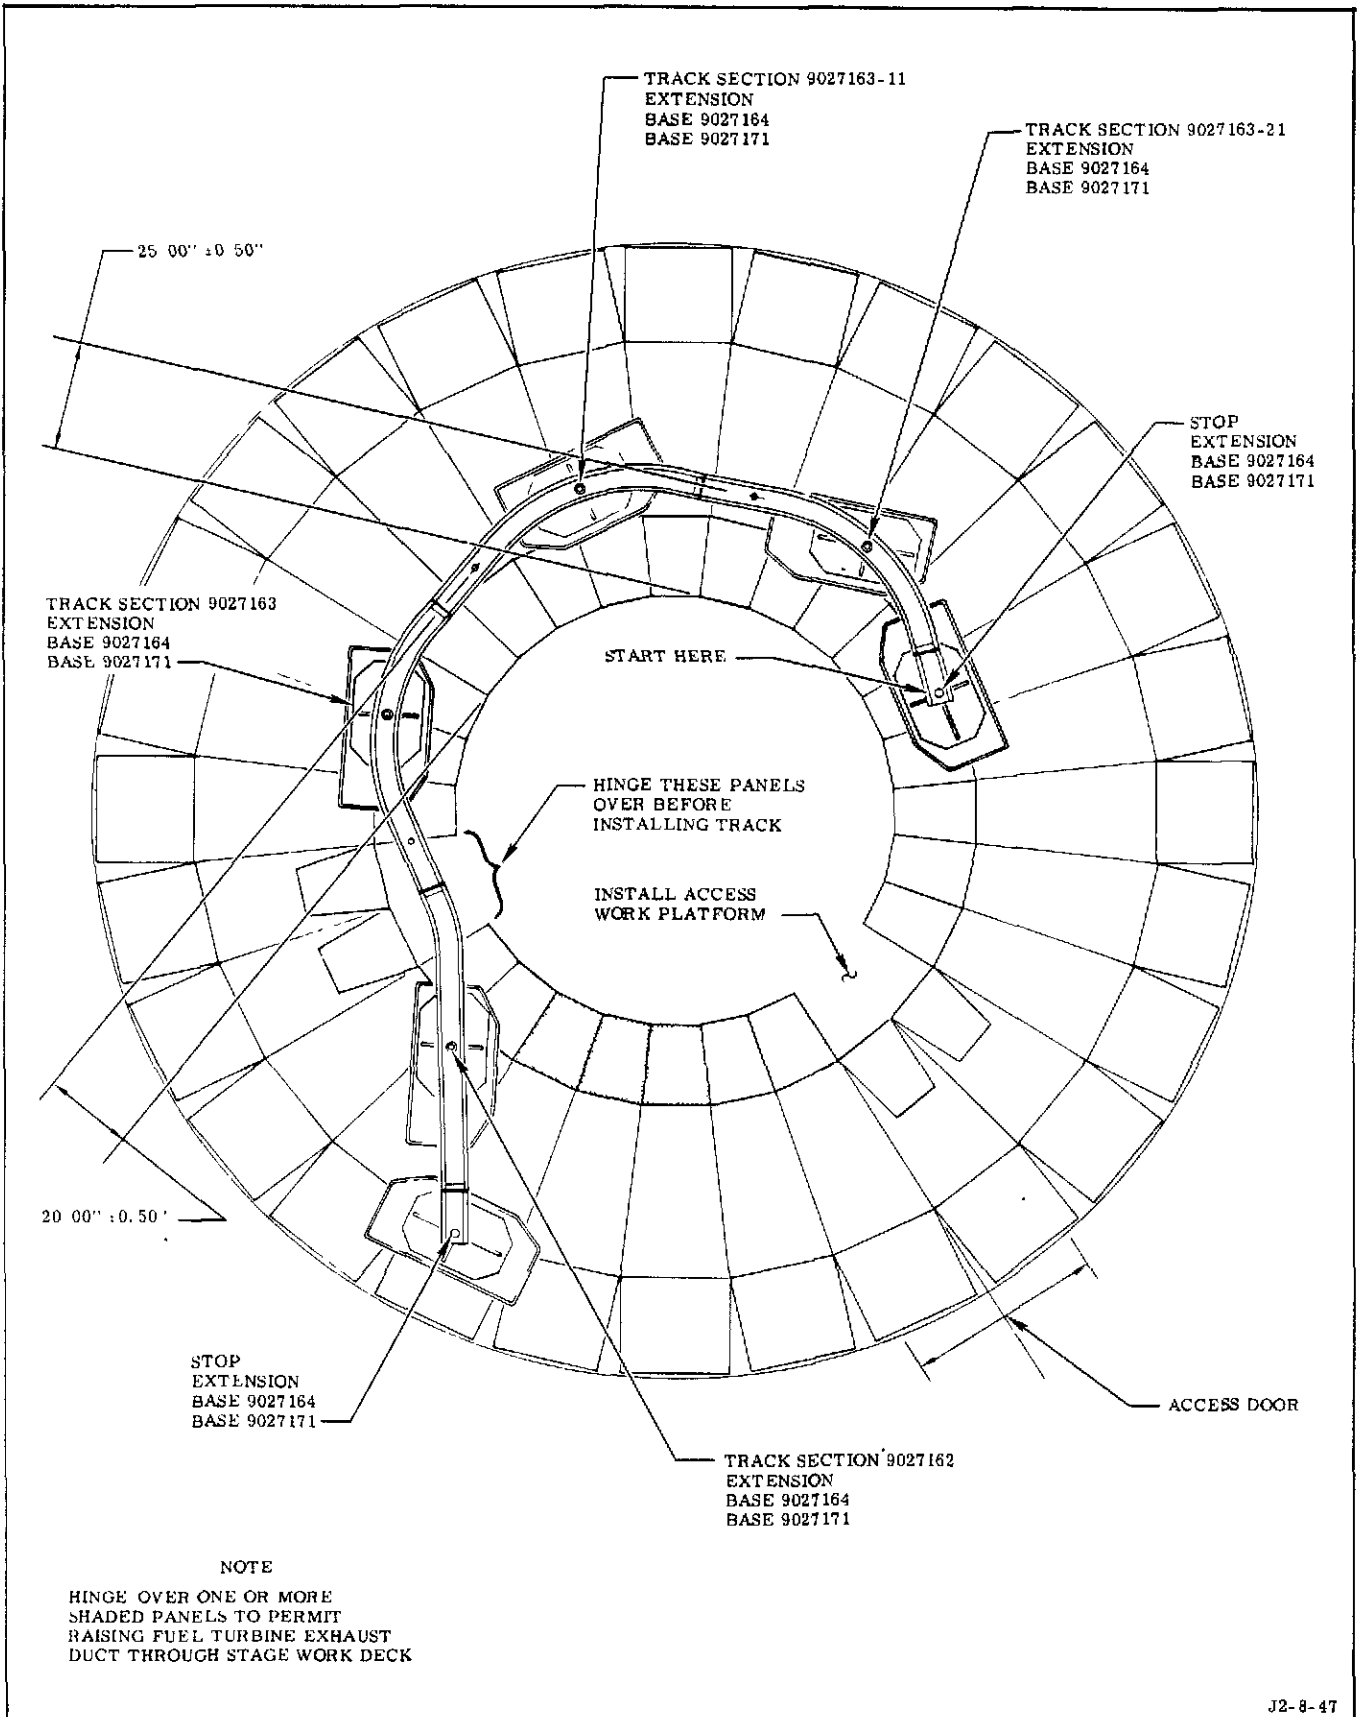 TRACK SECTION 9027163-11
EXTENSION
BASE 9027164
BASE 9027171
TRACK SECTION 9027163-21
EXTENSION
BASE 9027164
BASE 9027171
25 00" ±0 50"
STOP
EXTENSION
BASE 9027164
BASE 9027171
TRACK SECTION 9027163
EXTENSION
BASE 9027164
BASE 9027171
START HERE
HINGE THESE PANELS
OVER BEFORE
INSTALLING TRACK
INSTALL ACCESS
WORK PLATFORM
20 00" ±0.50'
STOP
EXTENSION
BASE 9027164
BASE 9027171
ACCESS DOOR
TRACK SECTION 9027162
EXTENSION
BASE 9027164
BASE 9027171
NOTE
HINGE OVER ONE OR MORE
SHADED PANELS TO PERMIT
RAISING FUEL TURBINE EXHAUST
DUCT THROUGH STAGE WORK DECK
J2-8-47